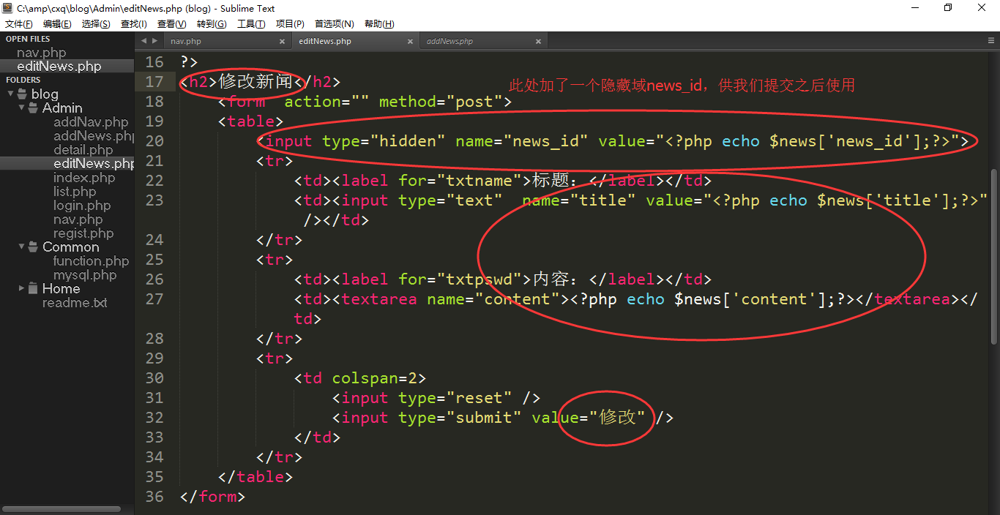 C:\amp\cxq\blog\Admin\editNews.php (blog) - Sublime Text
文件(F) 编辑(E) 选择(S) 查找(I) 查看(V) 转到(G) 工具(T) 项目(P) 首选项(N) 帮助(H)
OPEN FILES
nav.php
editNews.php
FOLDERS
blog
Admin
addNav.php
addNews.php
detail.php
editNews.php
index.php
list.php
login.php
nav.php
regist.php
Common
function.php
mysql.php
Home
readme.txt
nav.php editNews.php addNews.php
16 ?>
17 <h2>修改新闻</h2>
此处加了一个隐藏域news_id，供我们提交之后使用
18 <form  action="" method="post">
19 <table>
20 <input type="hidden" name="news_id" value="<?php echo $news['news_id'];?>">
21 <tr>
22 <td><label for="txtname">标题：</label></td>
23 <td><input type="text"  name="title" value="<?php echo $news['title'];?>"
/></td>
24 </tr>
25 <tr>
26 <td><label for="txtpswd">内容：</label></td>
27 <td><textarea name="content"><?php echo $news['content'];?></textarea></
td>
28 </tr>
29 <tr>
30 <td colspan=2>
31 <input type="reset" />
32 <input type="submit" value="修改" />
33 </td>
34 </tr>
35 </table>
36 </form>